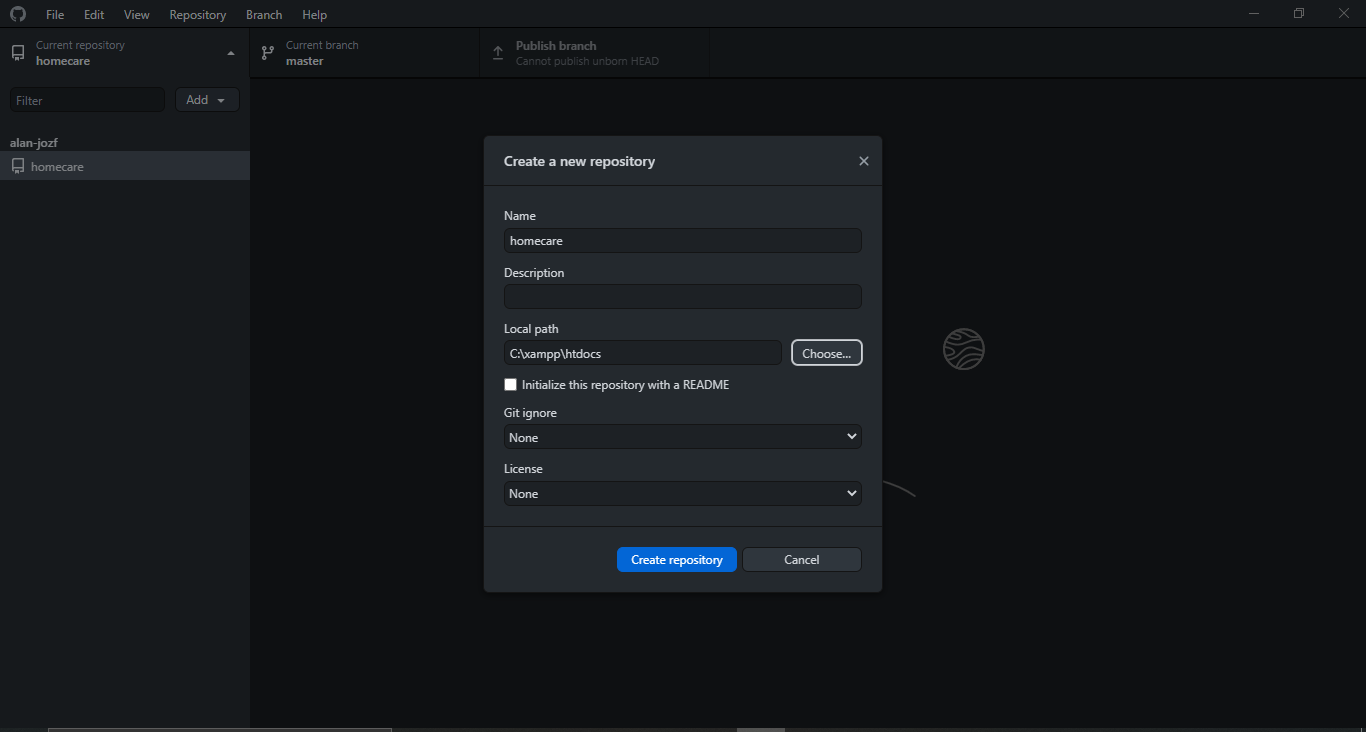 File Edit View Repository Branch Help
Current repository
homecare
Current branch
master
Publish branch
Cannot publish unborn HEAD
Filter
Add
alan-jozf
homecare
Create a new repository
Name
homecare
Description
Local path
C:\xampp\htdocs
Choose...
Initialize this repository with a README
Git ignore
None
License
None
Create repository
Cancel